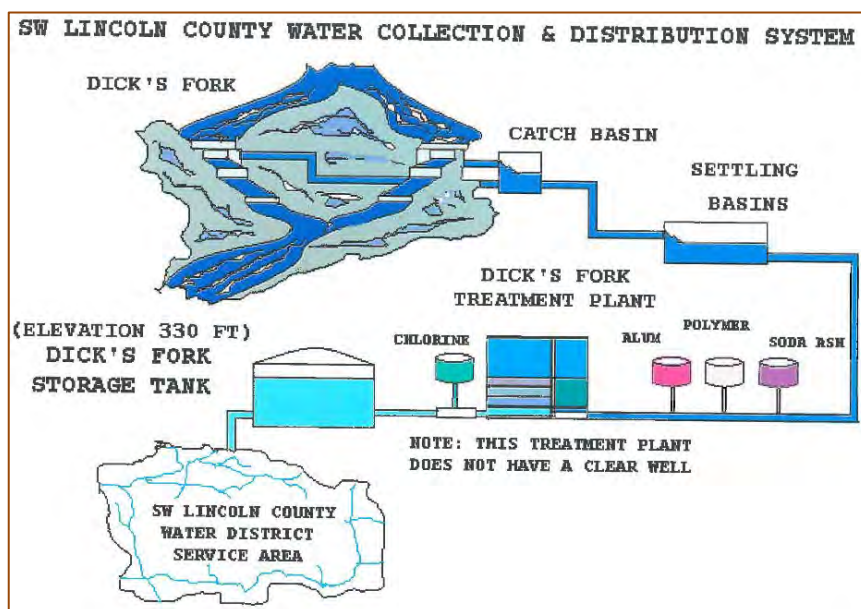 SW LINCOLN COUNTY WATER COLLECTION & DISTRIBUTION SYSTEM
DICK'S FORK
CATCH BASIN
SETTLING
BASINS
DICK'S FORK
TREATMENT PLANT
(ELEVATION 330 FT)
DICK'S FORK
STORAGE TANK
CHLORINE
ALUM
POLYMER
SODA ASH
NOTE: THIS TREATMENT PLANT
DOES NOT HAVE A CLEAR WELL
SW LINCOLN COUNTY
WATER DISTRICT
SERVICE AREA